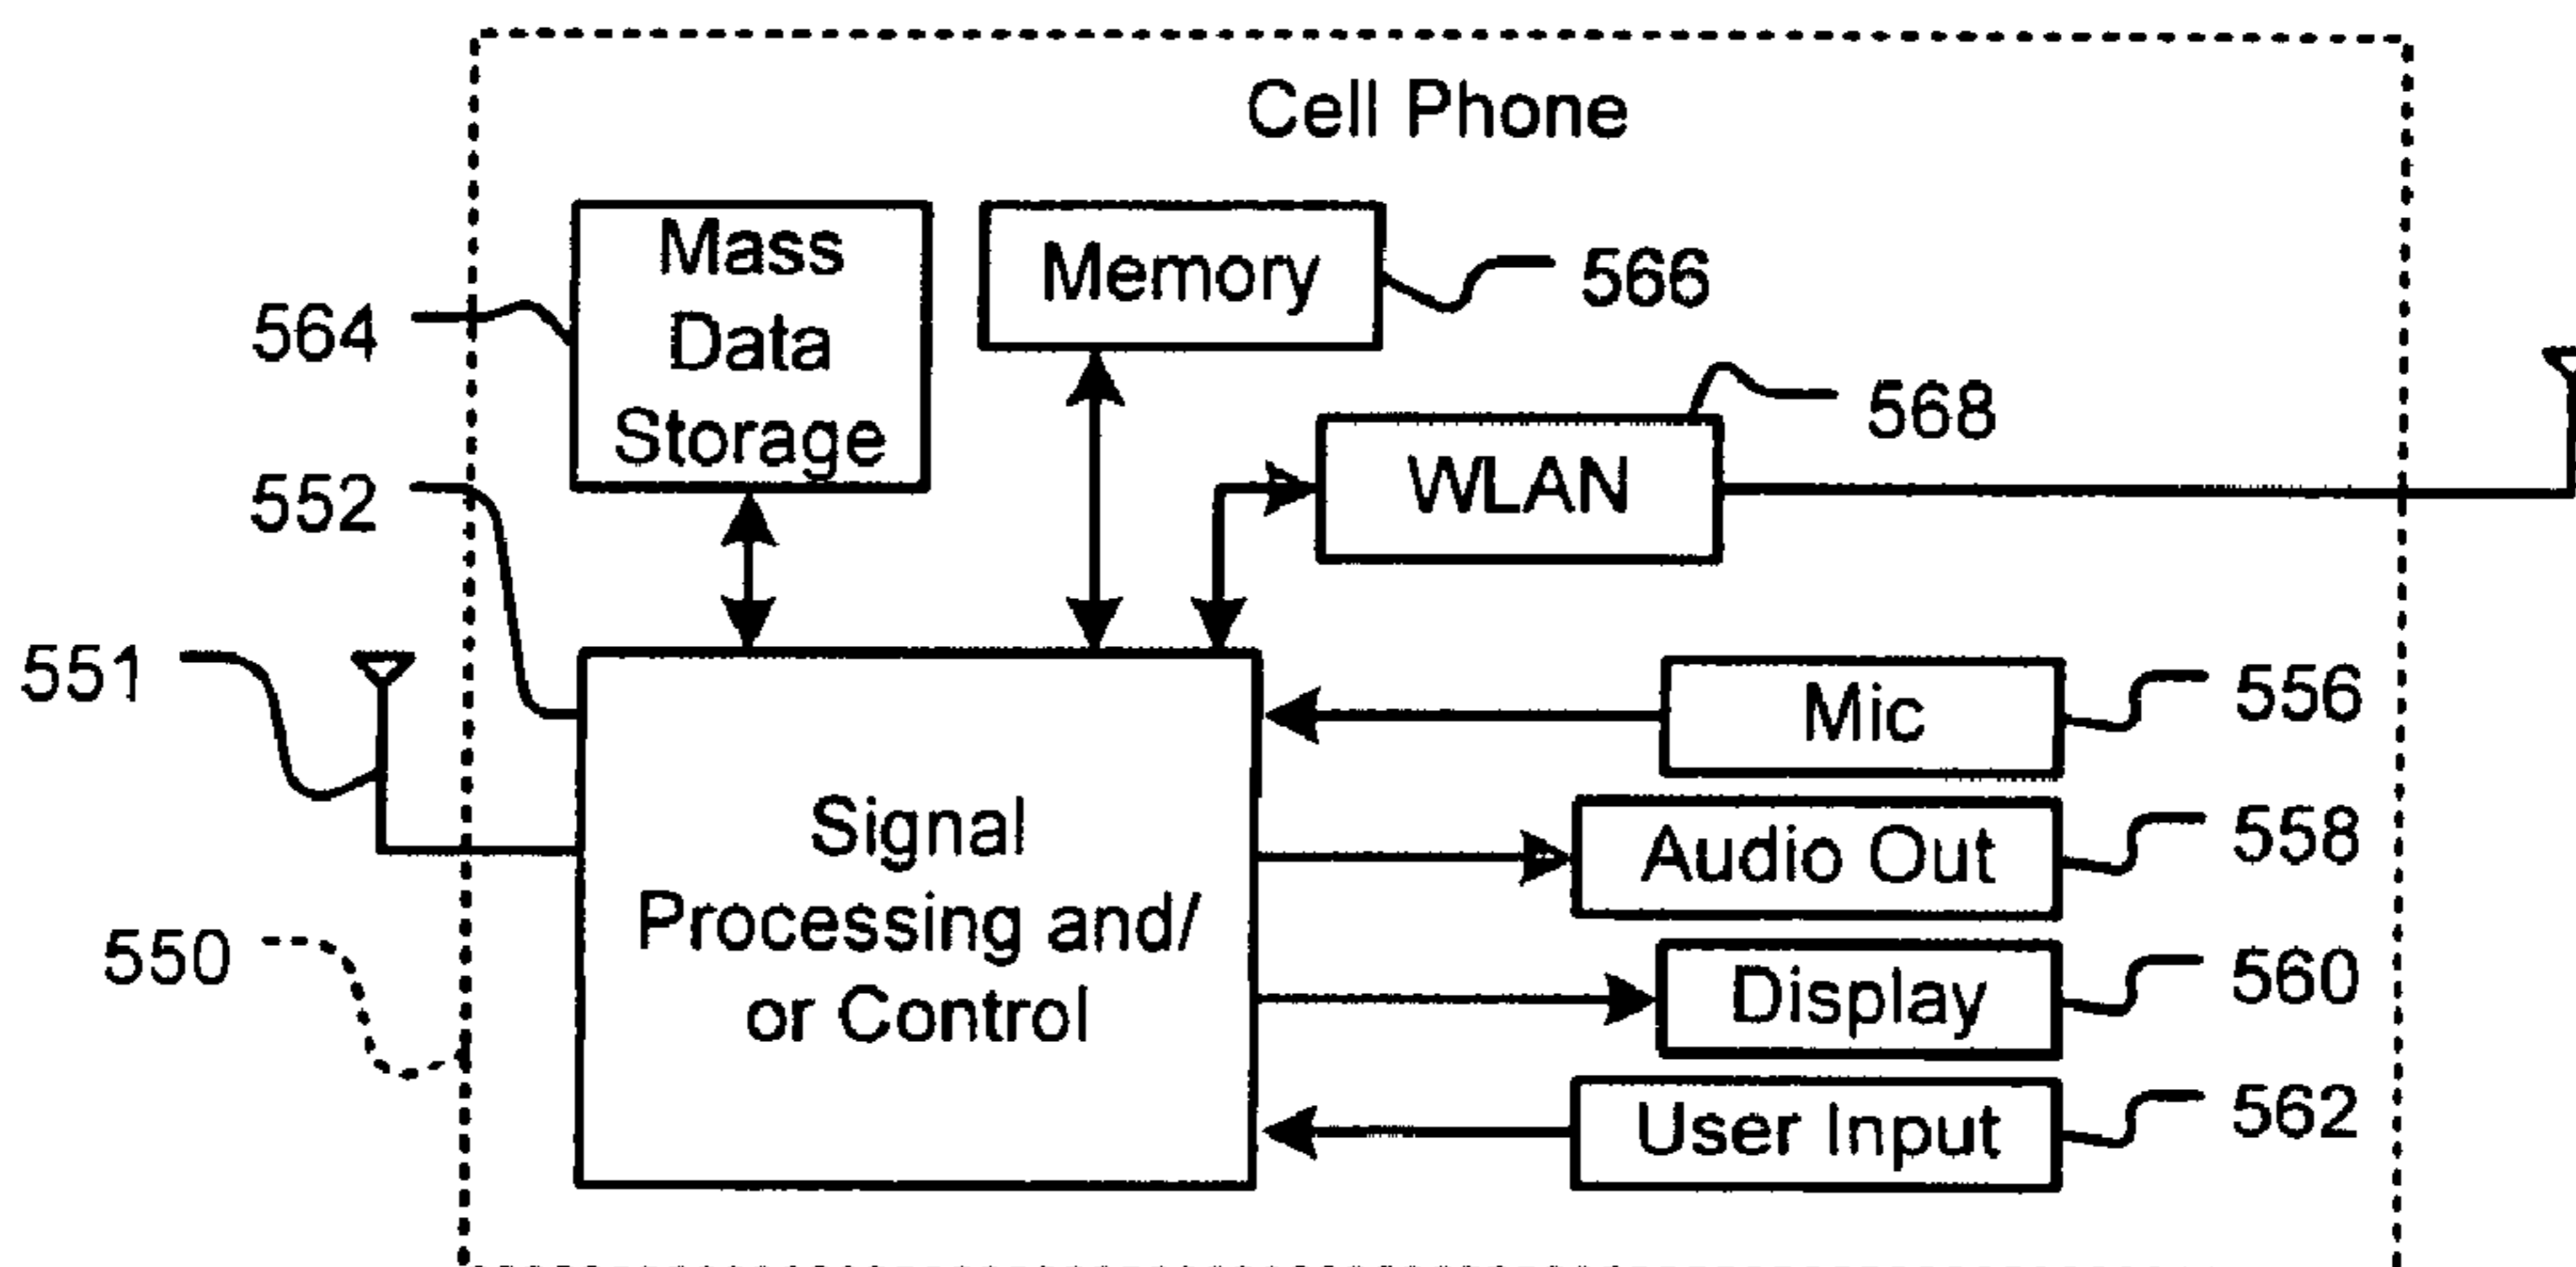 Cell Phone
Mass
Data
Storage
Memory
566
564
568
WLAN
552
551
Mic
556
Signal
Processing and/
or Control
Audio Out
558
550
Display
560
User Input
562